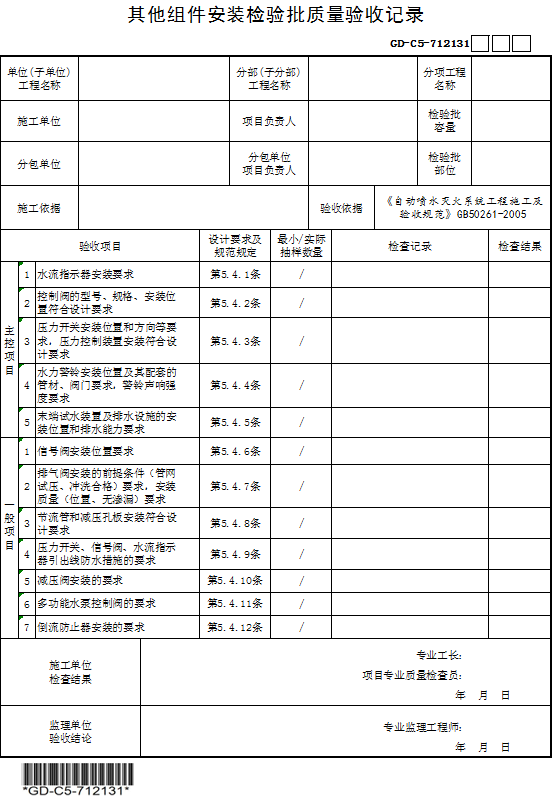 其他组件安装检验批质量验收记录
GD-C5-712131
单位(子单位)
工程名称
分部(子分部)
工程名称
分项工程
名称
施工单位
项目负责人
检验批
容量
分包单位
分包单位
项目负责人
检验批
部位
施工依据
验收依据
《自动喷水灭火系统工程施工及
验收规范》GB50261-2005
验收项目
设计要求及
规范规定
最小/实际
抽样数量
检查记录
检查结果
主控项目
1 水流指示器安装要求 第5.4.1条 /
2 控制阀的型号、规格、安装位
置符合设计要求 第5.4.2条 /
3 压力开关安装位置和方向等要
求，压力控制装置安装符合设
计要求 第5.4.3条 /
4 水力警铃安装位置及其配套的
管材、阀门要求，警铃声响强
度要求 第5.4.4条 /
5 末端试水装置及排水设施的安
装位置和排水能力要求 第5.4.5条 /
一般项目
1 信号阀安装位置要求 第5.4.6条 /
2 排气阀安装的前提条件（管网
试压、冲洗合格）要求，安装
质量（位置、无渗漏）要求 第5.4.7条 /
3 节流管和减压孔板安装符合设
计要求 第5.4.8条 /
4 压力开关、信号阀、水流指示
器引出线防水措施的要求 第5.4.9条 /
5 减压阀安装的要求 第5.4.10条 /
6 多功能水泵控制阀的要求 第5.4.11条 /
7 倒流防止器安装的要求 第5.4.12条 /
施工单位
检查结果
专业工长：
项目专业质量检查员：
年 月 日
监理单位
验收结论
专业监理工程师：
年 月 日
*GD-C5-712131*